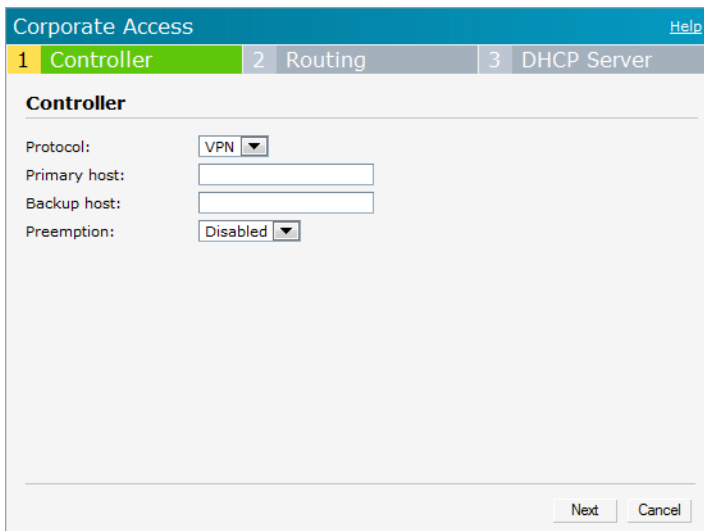 Corporate Access Help
1 Controller 2 Routing 3 DHCP Server
Controller
Protocol: VPN
Primary host:
Backup host:
Preemption: Disabled
Next Cancel